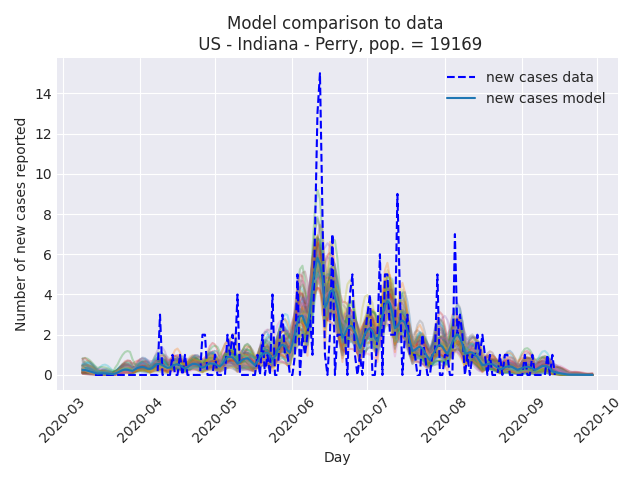 Model comparison to data
US - Indiana - Perry, pop. = 19169
new cases data
new cases model
Number of new cases reported
14
12
10
8
6
4
2
0
2020-03
2020-04
2020-05
2020-06
2020-07
2020-08
2020-09
2020-10
Day